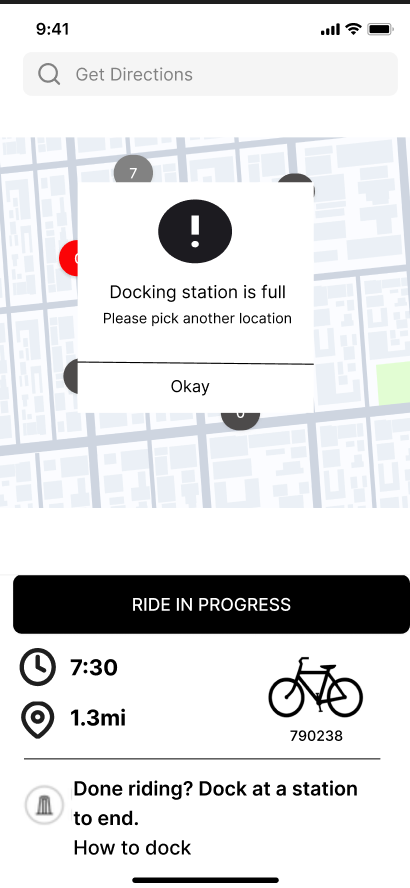 9:41
Get Directions
7
Docking station is full
Please pick another location
Okay
RIDE IN PROGRESS
7:30
1.3mi
790238
Done riding? Dock at a station
to end.
How to dock